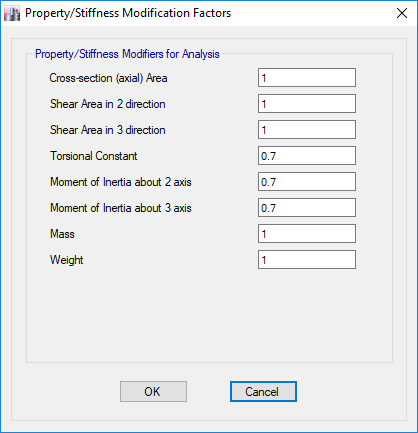 Property/Stiffness Modification Factors
Property/Stiffness Modifiers for Analysis
Cross-section (axial) Area 1
Shear Area in 2 direction 1
Shear Area in 3 direction 1
Torsional Constant 0.7
Moment of Inertia about 2 axis 0.7
Moment of Inertia about 3 axis 0.7
Mass 1
Weight 1
OK Cancel